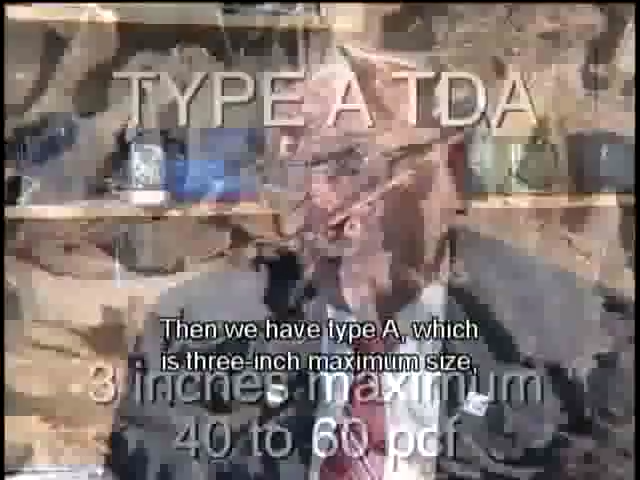 TYPE A TDA
Then we have type A, which
is three-inch maximum size,
3 inches maximum
40 to 60 pcf